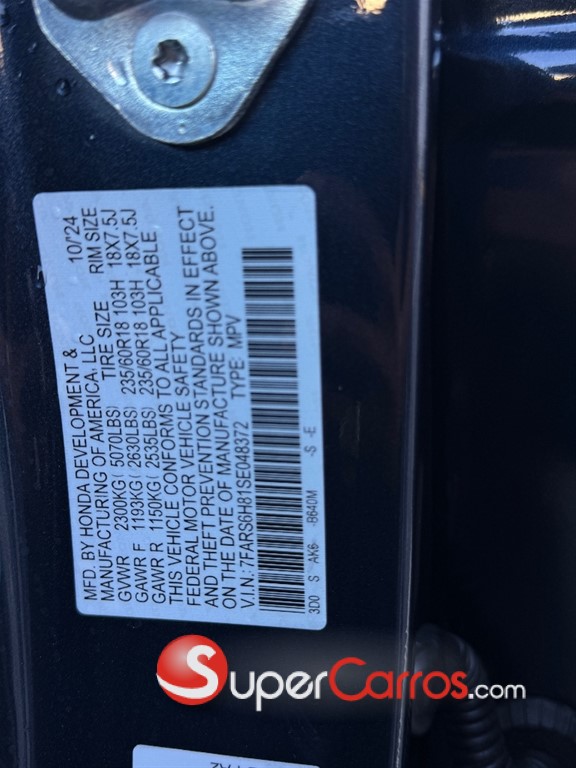 MFD. BY HONDA DEVELOPMENT &
MANUFACTURING OF AMERICA, LLC 10/'24
GVWR 2300KG ( 5070LBS) TIRE SIZE RIM SIZE
GAWR F 1193KG ( 2630LBS) 235/60R18 103H 18X7.5J
GAWR R 1150KG ( 2535LBS) 235/60R18 103H 18X7.5J
THIS VEHICLE CONFORMS TO ALL APPLICABLE
FEDERAL MOTOR VEHICLE SAFETY
AND THEFT PREVENTION STANDARDS IN EFFECT
ON THE DATE OF MANUFACTURE SHOWN ABOVE.
V.I.N.: 7FARS6H81SE048372 TYPE: MPV
3D0 S AK6- -B640M -S -E
SuperCarros.com